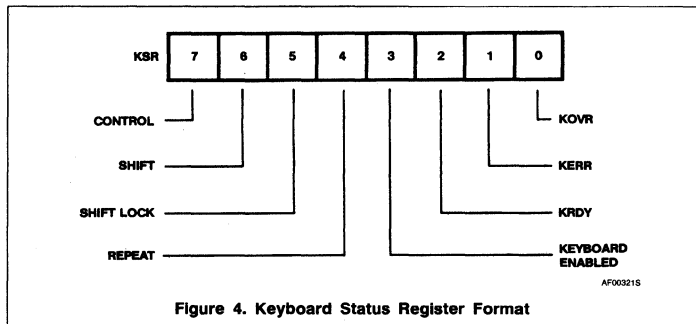 KSR 7 6 5 4 3 2 1 0
CONTROL KOVR
SHIFT KERR
SHIFT LOCK KRDY
REPEAT KEYBOARD
ENABLED
AF00321S
Figure 4. Keyboard Status Register Format